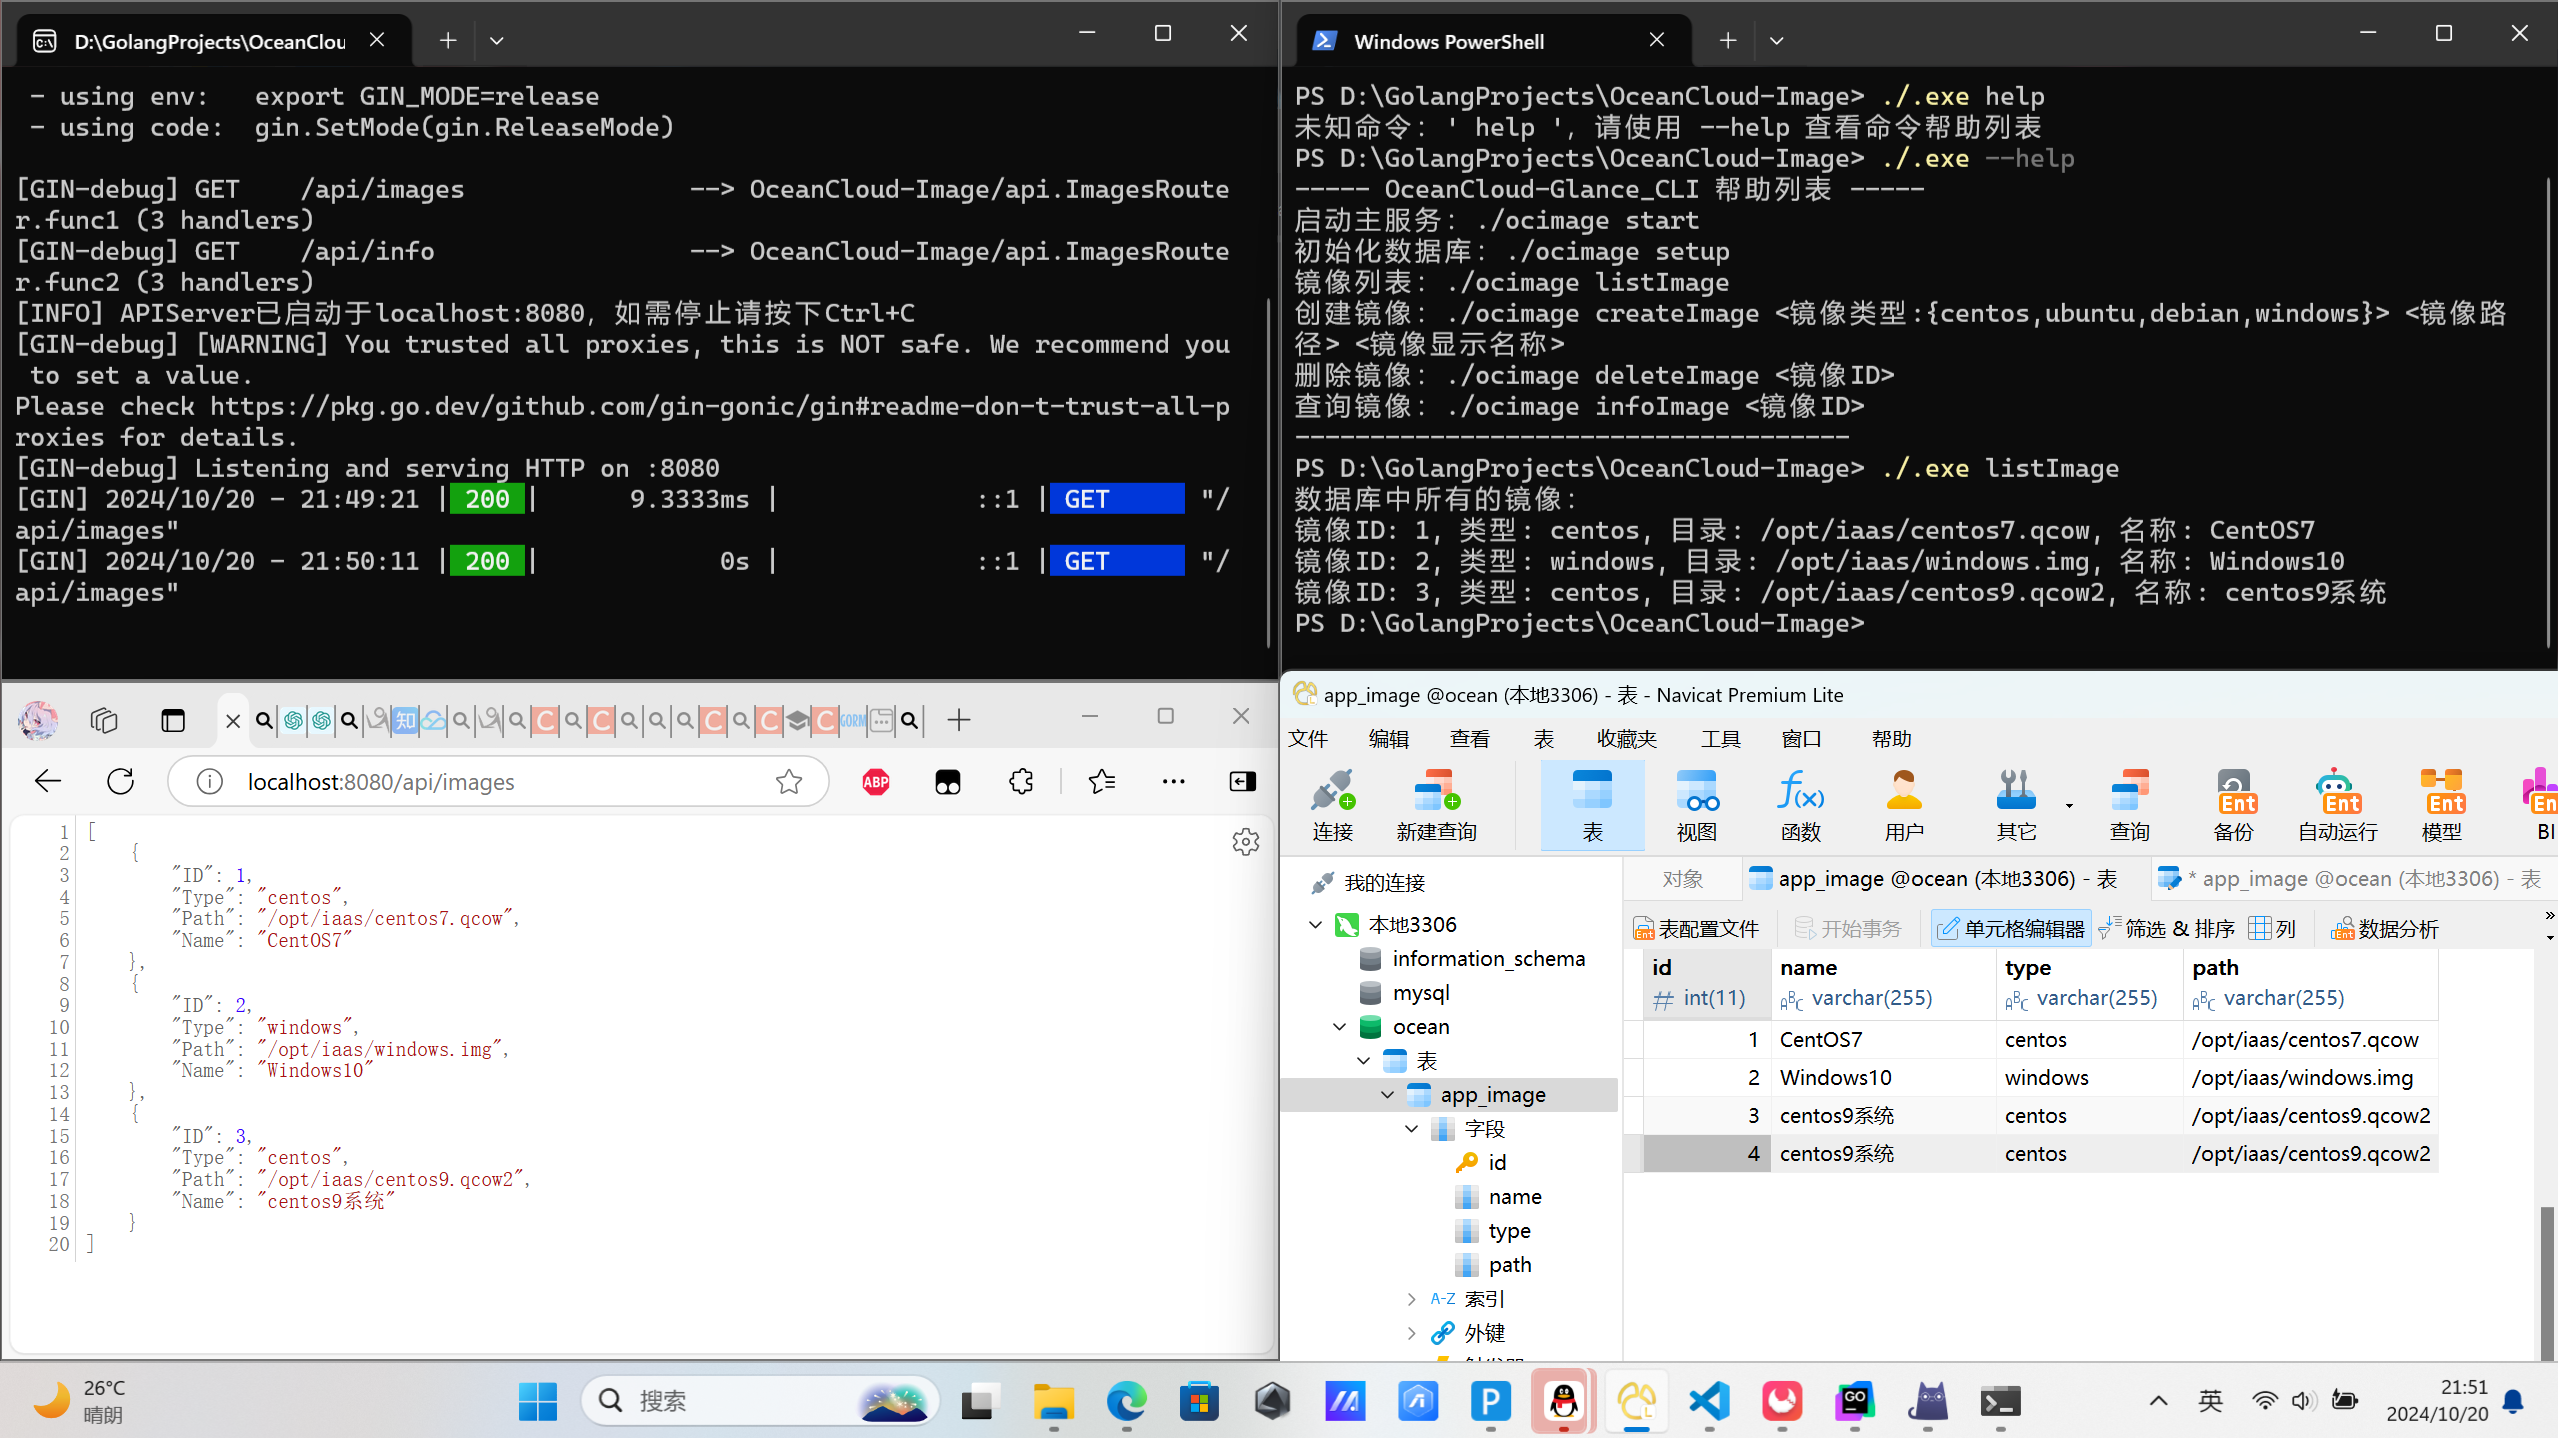 D:\GolangProjects\OceanClou
- using env:   export GIN_MODE=release
- using code:  gin.SetMode(gin.ReleaseMode)
[GIN-debug] GET    /api/images               --> OceanCloud-Image/api.ImagesRoute
r.func1 (3 handlers)
[GIN-debug] GET    /api/info                 --> OceanCloud-Image/api.ImagesRoute
r.func2 (3 handlers)
[INFO] APIServer已启动于localhost:8080, 如需停止请按下Ctrl+C
[GIN-debug] [WARNING] You trusted all proxies, this is NOT safe. We recommend you
to set a value.
Please check https://pkg.go.dev/github.com/gin-gonic/gin#readme-don-t-trust-all-p
roxies for details.
[GIN-debug] Listening and serving HTTP on :8080
[GIN] 2024/10/20 - 21:49:21 | 200 |      9.3333ms |             ::1 | GET      "/
api/images"
[GIN] 2024/10/20 - 21:50:11 | 200 |            0s |             ::1 | GET      "/
api/images"
Windows PowerShell
PS D:\GolangProjects\OceanCloud-Image> ./.exe help
未知命令: ' help ', 请使用 --help 查看命令帮助列表
PS D:\GolangProjects\OceanCloud-Image> ./.exe --help
----- OceanCloud-Glance_CLI 帮助列表 -----
启动主服务: ./ocimage start
初始化数据库: ./ocimage setup
镜像列表: ./ocimage listImage
创建镜像: ./ocimage createImage <镜像类型:{centos,ubuntu,debian,windows}> <镜像路
径> <镜像显示名称>
删除镜像: ./ocimage deleteImage <镜像ID>
查询镜像: ./ocimage infoImage <镜像ID>
-------------------------------------
PS D:\GolangProjects\OceanCloud-Image> ./.exe listImage
数据库中所有的镜像:
镜像ID: 1, 类型: centos, 目录: /opt/iaas/centos7.qcow, 名称: CentOS7
镜像ID: 2, 类型: windows, 目录: /opt/iaas/windows.img, 名称: Windows10
镜像ID: 3, 类型: centos, 目录: /opt/iaas/centos9.qcow2, 名称: centos9系统
PS D:\GolangProjects\OceanCloud-Image>
知 C C C C C GORM
localhost:8080/api/images
ABP
1 [
2     {
3         "ID": 1,
4         "Type": "centos",
5         "Path": "/opt/iaas/centos7.qcow",
6         "Name": "CentOS7"
7     },
8     {
9         "ID": 2,
10         "Type": "windows",
11         "Path": "/opt/iaas/windows.img",
12         "Name": "Windows10"
13     },
14     {
15         "ID": 3,
16         "Type": "centos",
17         "Path": "/opt/iaas/centos9.qcow2",
18         "Name": "centos9系统"
19     }
20 ]
app_image @ocean (本地3306) - 表 - Navicat Premium Lite
文件 编辑 查看 表 收藏夹 工具 窗口 帮助
f(x) Ent Ent Ent En
连接 新建查询 表 视图 函数 用户 其它 查询 备份 自动运行 模型 BI
我的连接
本地3306
information_schema
mysql
ocean
表
app_image
字段
id
name
type
path
A-Z 索引
外键
对象 app_image @ocean (本地3306) - 表 * app_image @ocean (本地3306) - 表
Ent 表配置文件 开始事务 单元格编辑器 筛选 & 排序 列 Ent 数据分析 »
id name type path
# int(11) ABC varchar(255) ABC varchar(255) ABC varchar(255)
1 CentOS7 centos /opt/iaas/centos7.qcow
2 Windows10 windows /opt/iaas/windows.img
3 centos9系统 centos /opt/iaas/centos9.qcow2
4 centos9系统 centos /opt/iaas/centos9.qcow2
26°C
晴朗
搜索
P
GO
英
21:51
2024/10/20